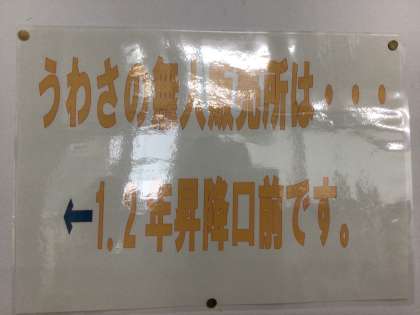 うわさの無人販売所は・・・
←1.2年昇降口前です。